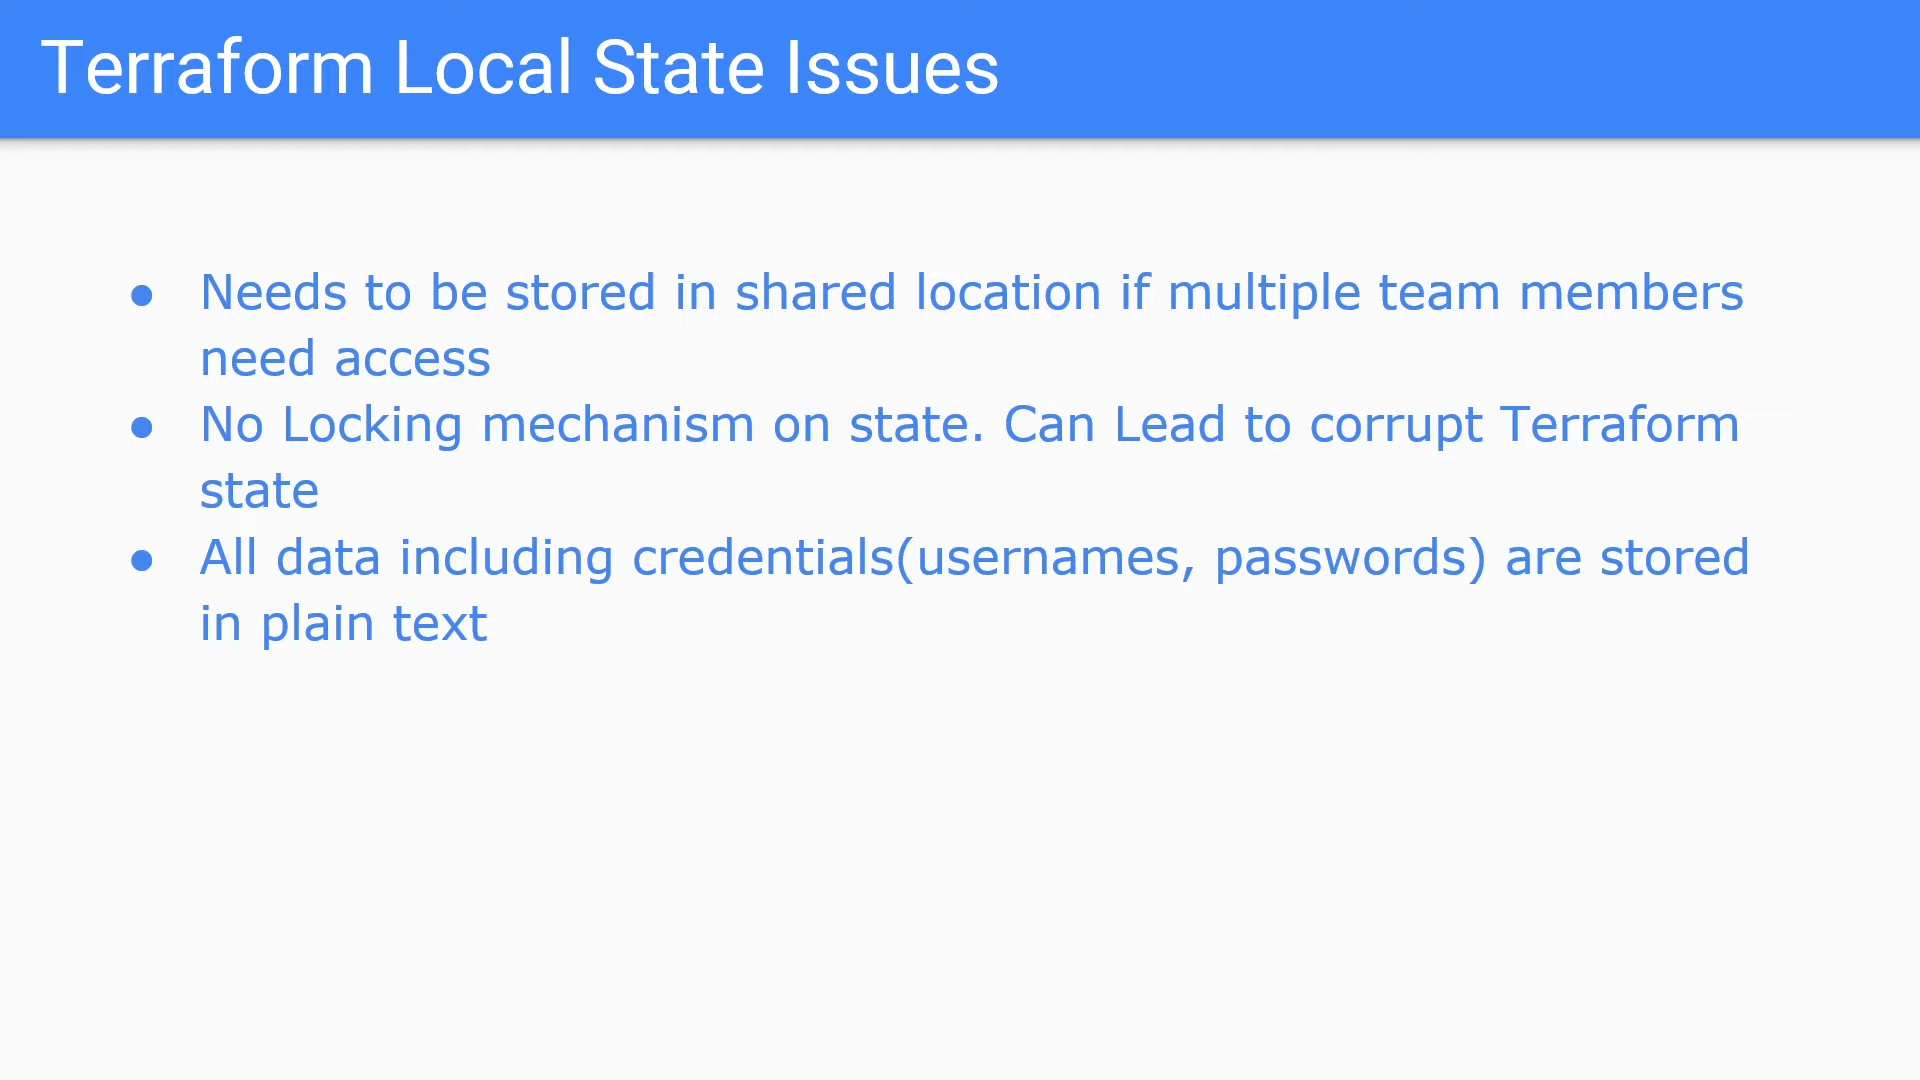 Terraform Local State Issues
● Needs to be stored in shared location if multiple team members
need access
● No Locking mechanism on state. Can Lead to corrupt Terraform
state
● All data including credentials(usernames, passwords) are stored
in plain text